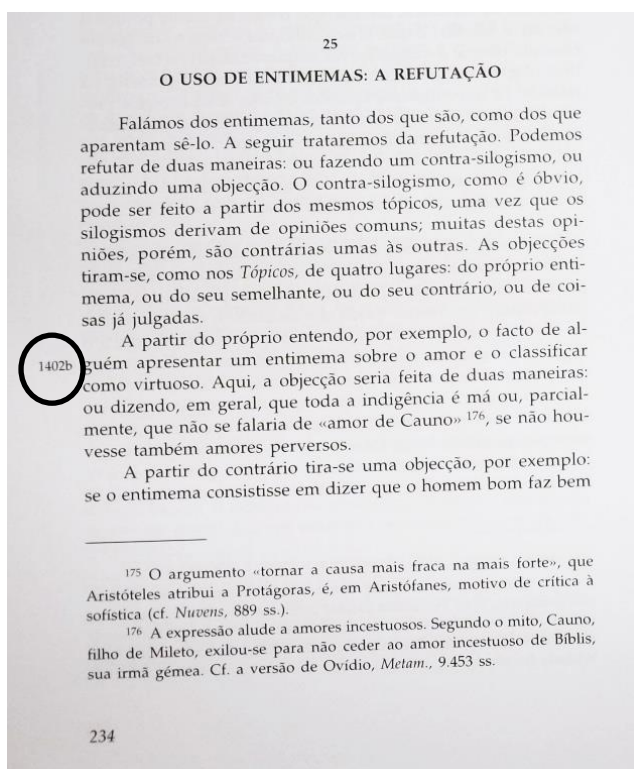 25
O USO DE ENTIMEMAS: A REFUTAÇÃO
Falámos dos entimemas, tanto dos que são, como dos que
aparentam sê-lo. A seguir trataremos da refutação. Podemos
refutar de duas maneiras: ou fazendo um contra-silogismo, ou
aduzindo uma objecção. O contra-silogismo, como é óbvio,
pode ser feito a partir dos mesmos tópicos, uma vez que os
silogismos derivam de opiniões comuns; muitas destas opi-
niões, porém, são contrárias umas às outras. As objecções
tiram-se, como nos Tópicos, de quatro lugares: do próprio enti-
mema, ou do seu semelhante, ou do seu contrário, ou de coi-
sas já julgadas.
A partir do próprio entendo, por exemplo, o facto de al-
1402b guém apresentar um entimema sobre o amor e o classificar
como virtuoso. Aqui, a objecção seria feita de duas maneiras:
ou dizendo, em geral, que toda a indigência é má ou, parcial-
mente, que não se falaria de «amor de Cauno» 176, se não hou-
vesse também amores perversos.
A partir do contrário tira-se uma objecção, por exemplo:
se o entimema consistisse em dizer que o homem bom faz bem
175 O argumento «tornar a causa mais fraca na mais forte», que
Aristóteles atribui a Protágoras, é, em Aristófanes, motivo de crítica à
sofística (cf. Nuvens, 889 ss.).
176 A expressão alude a amores incestuosos. Segundo o mito, Cauno,
filho de Mileto, exilou-se para não ceder ao amor incestuoso de Bíblis,
sua irmã gémea. Cf. a versão de Ovídio, Metam., 9.453 ss.
234